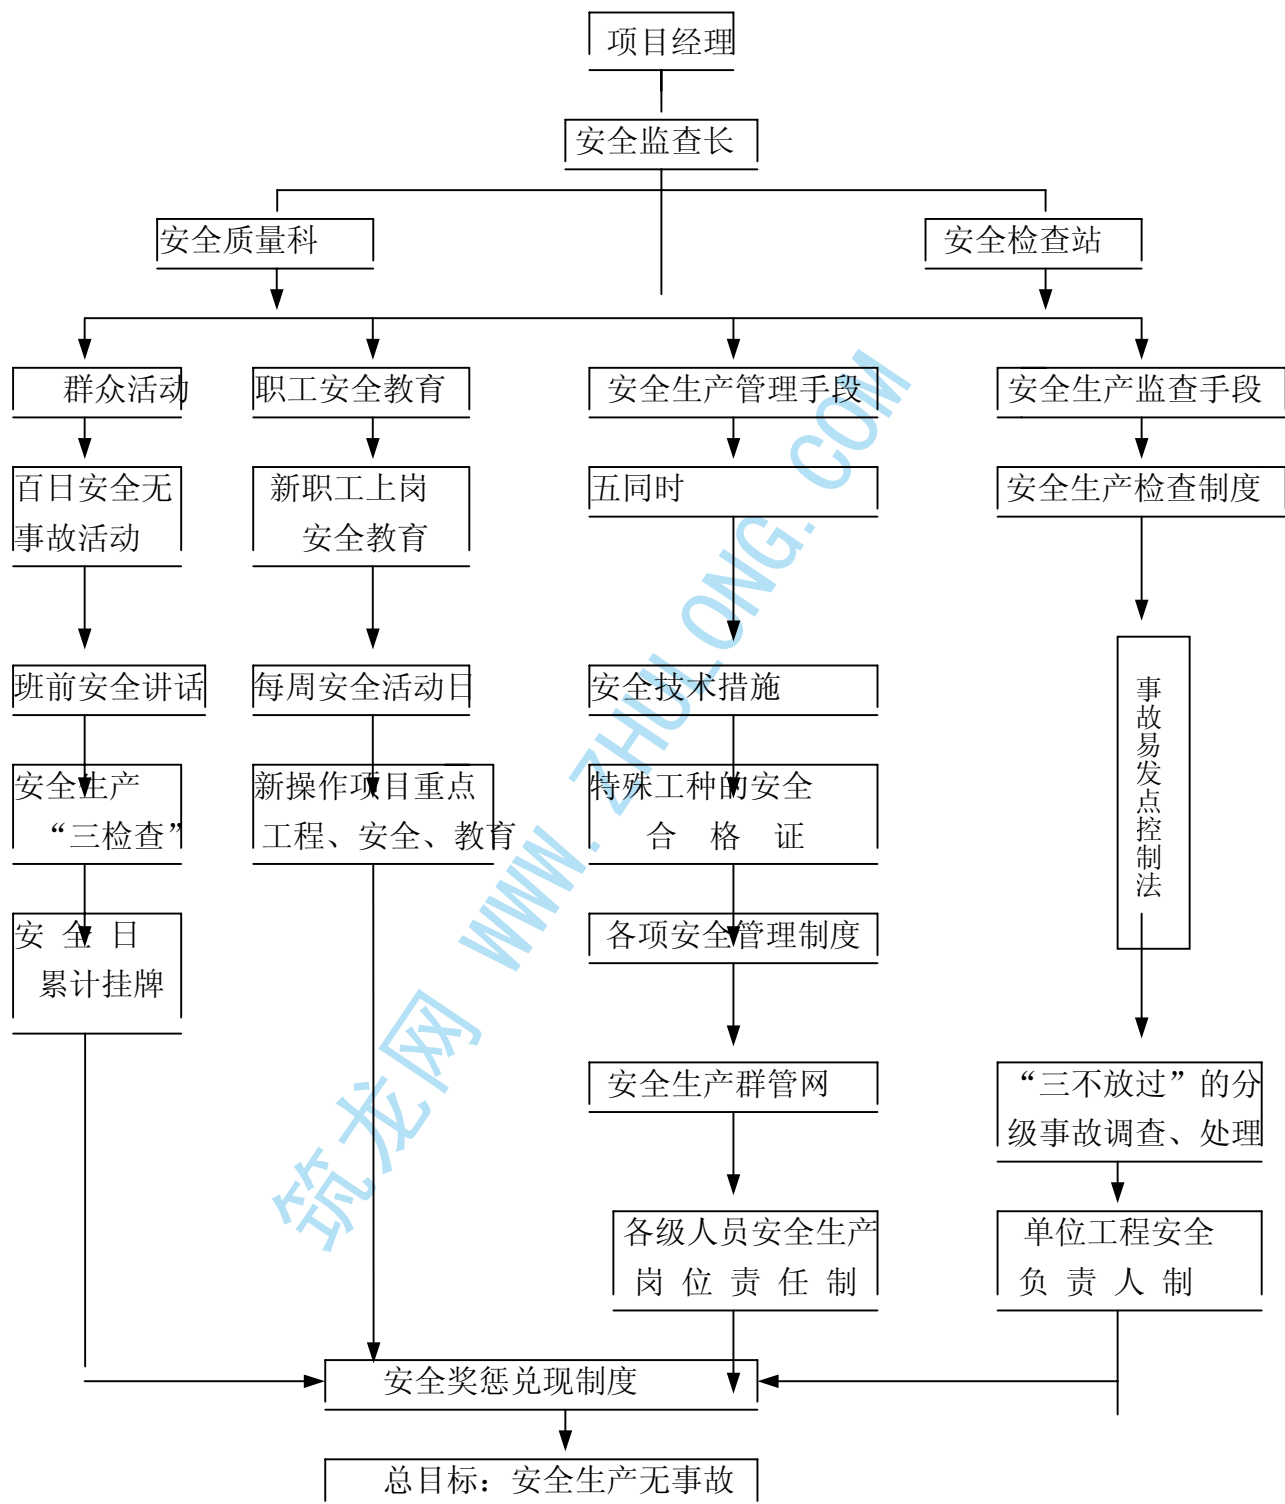 项目经理
安全监查长
安全质量科
安全检查站
群众活动
职工安全教育
安全生产管理手段
安全生产监查手段
百日安全无
事故活动
新职工上岗
安全教育
五同时
安全生产检查制度
班前安全讲话
每周安全活动日
安全技术措施
事故易发点控制法
安全生产
“三检查”
新操作项目重点
工程、安全、教育
特殊工种的安全
合 格 证
安 全 日
累计挂牌
各项安全管理制度
安全生产群管网
“三不放过”的分
级事故调查、处理
各级人员安全生产
岗 位 责 任 制
单位工程安全
负 责 人 制
安全奖惩兑现制度
总目标：安全生产无事故
筑龙网 WWW.ZHULONG.COM